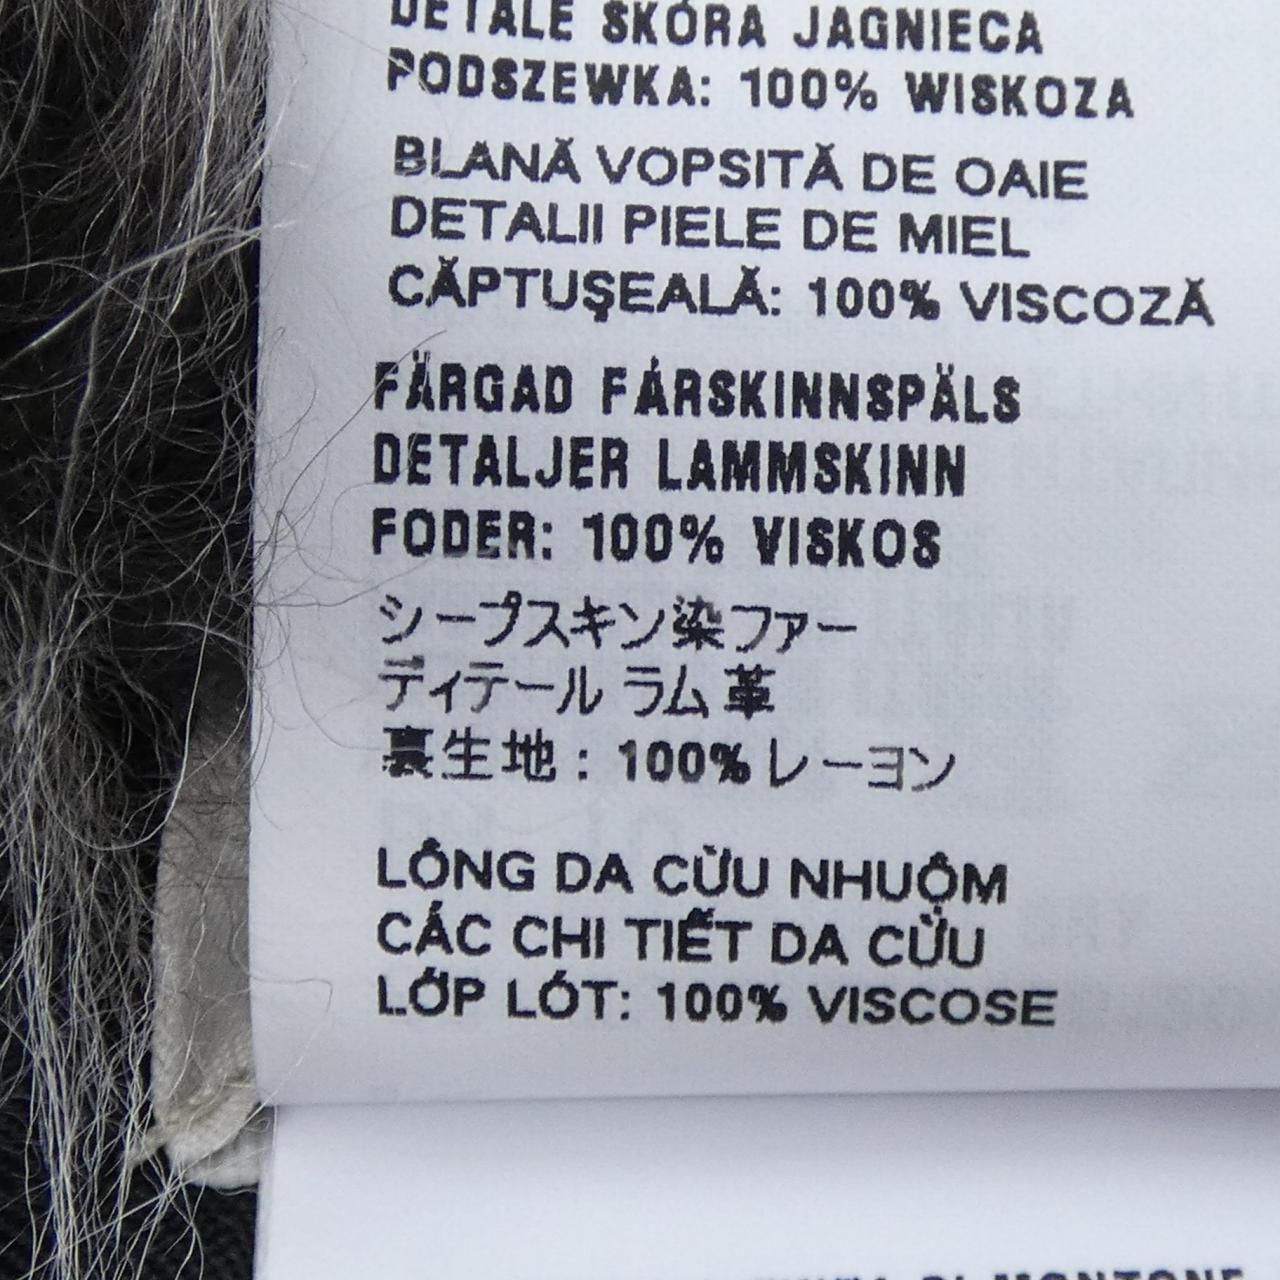 DETALE SKÓRA JAGNIĘCA
PODSZEWKA: 100% WISKOZA
BLANĂ VOPSITĂ DE OAIE
DETALII PIELE DE MIEL
CĂPTUŞEALĂ: 100% VISCOZĂ
FÄRGAD FÅRSKINNSPÄLS
DETALJER LAMMSKINN
FODER: 100% VISKOS
シープスキン染ファー
ディテール ラム革
裏生地：100%レーヨン
LÔNG DA CỪU NHUỘM
CÁC CHI TIẾT DA CỪU
LỚP LÓT: 100% VISCOSE
DI MONTONE